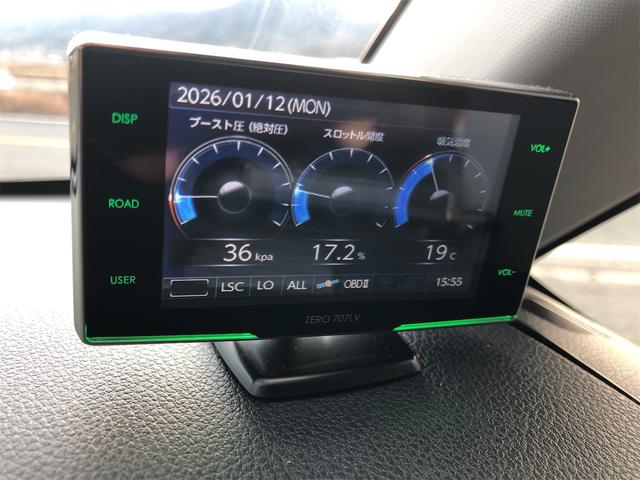 2026/01/12(MON)
ブースト圧(絶対圧) スロットル開度 吸気温度
36 kpa 17.2 % 19 c
LSC LO ALL OBDⅡ 15:55
DISP
ROAD
USER
VOL+
MUTE
VOL-
ZERO 707LV